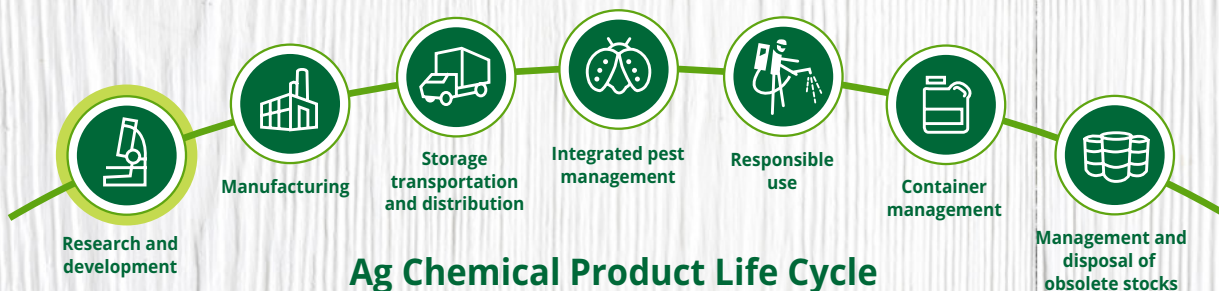 Research and
development
Manufacturing
Storage
transportation
and distribution
Integrated pest
management
Responsible
use
Container
management
Management and
disposal of
obsolete stocks
Ag Chemical Product Life Cycle